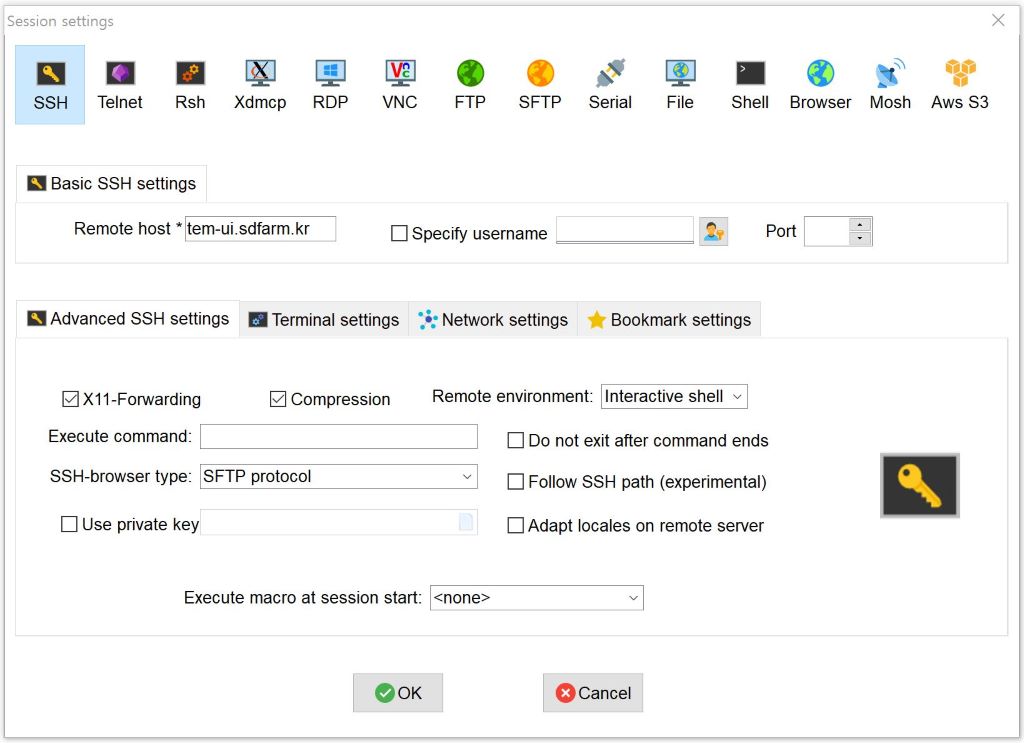 Session settings
SSH Telnet Rsh Xdmcp RDP VNC FTP SFTP Serial File Shell Browser Mosh Aws S3
Basic SSH settings
Remote host * tem-ui.sdfarm.kr Specify username Port
Advanced SSH settings Terminal settings Network settings Bookmark settings
X11-Forwarding Compression Remote environment: Interactive shell
Execute command: Do not exit after command ends
SSH-browser type: SFTP protocol Follow SSH path (experimental)
Use private key Adapt locales on remote server
Execute macro at session start: <none>
OK Cancel